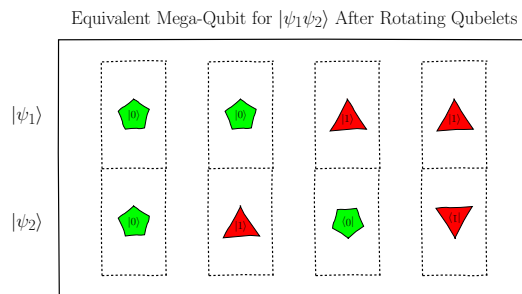 Equivalent Mega-Qubit for |ψ₁ψ₂⟩ After Rotating Qubelets
|ψ₁⟩ |0⟩ |0⟩ |1⟩ |1⟩
|ψ₂⟩ |0⟩ |1⟩ ⟨0| ⟨1|